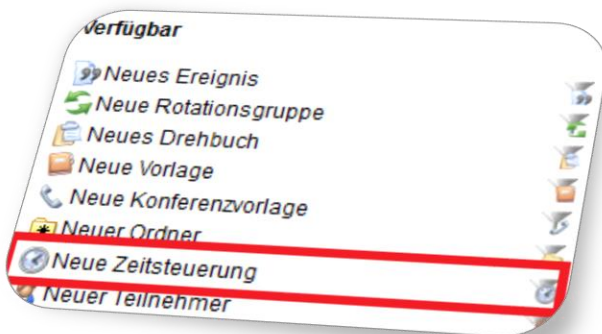 Verfügbar
Neues Ereignis
Neue Rotationsgruppe
Neues Drehbuch
Neue Vorlage
Neue Konferenzvorlage
Neuer Ordner
Neue Zeitsteuerung
Neuer Teilnehmer